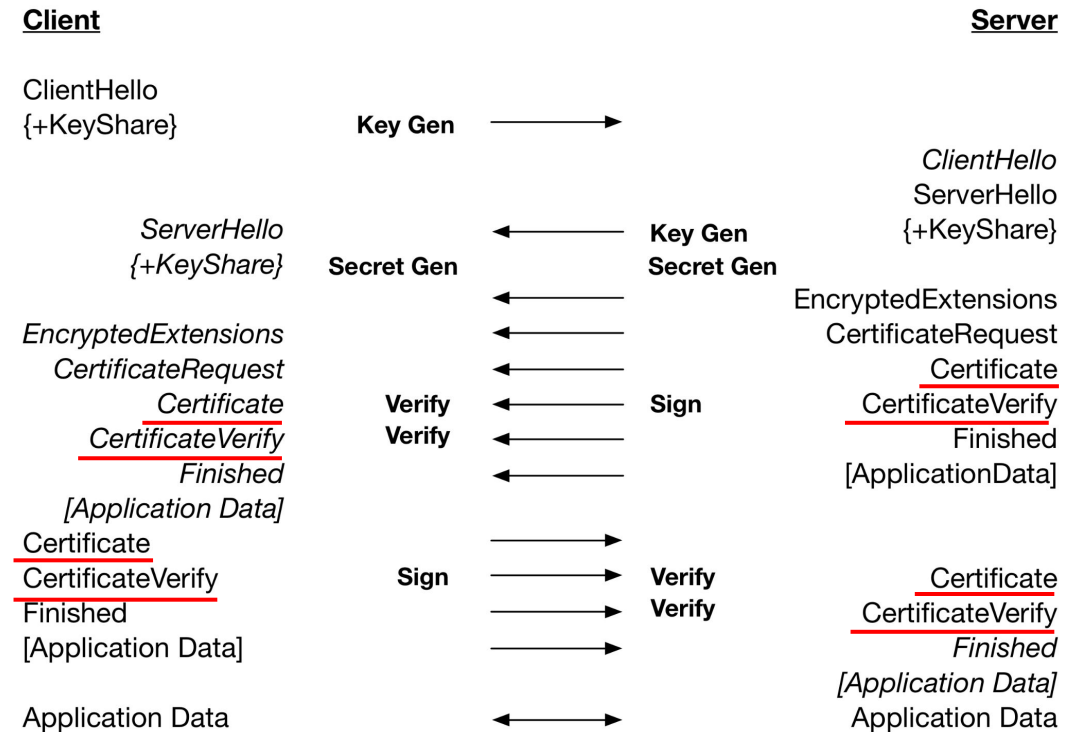 Client Server
ClientHello
{+KeyShare} Key Gen
ClientHello
ServerHello
ServerHello Key Gen {+KeyShare}
{+KeyShare} Secret Gen Secret Gen
EncryptedExtensions
EncryptedExtensions CertificateRequest
CertificateRequest Certificate
Certificate Verify Sign CertificateVerify
CertificateVerify Verify Finished
Finished [ApplicationData]
[Application Data]
Certificate
CertificateVerify Sign Verify Certificate
Finished Verify CertificateVerify
[Application Data] Finished
[Application Data]
Application Data Application Data